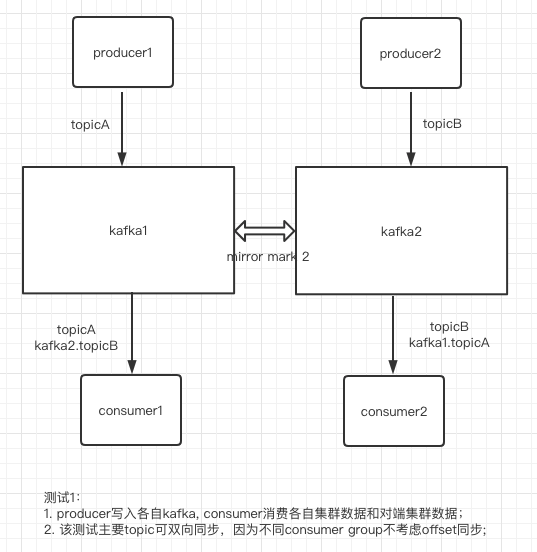 producer1
producer2
topicA
topicB
kafka1
kafka2
mirror mark 2
topicA
kafka2.topicB
topicB
kafka1.topicA
consumer1
consumer2
测试1：
1. producer写入各自kafka, consumer消费各自集群数据和对端集群数据；
2. 该测试主要topic可双向同步，因为不同consumer group不考虑offset同步;